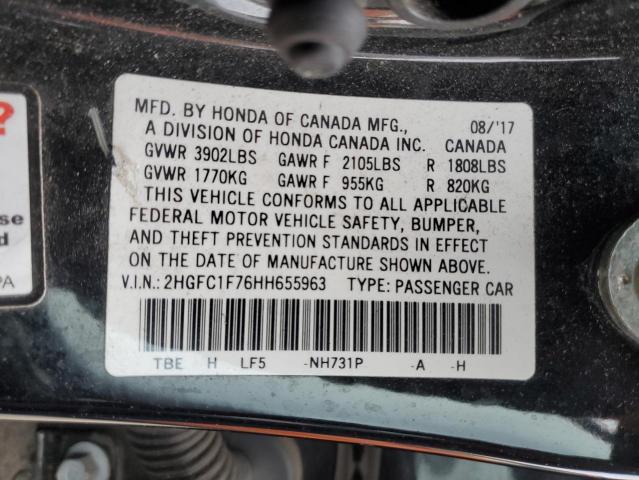 ?
se
d
PA
MFD. BY HONDA OF CANADA MFG., 08/'17
A DIVISION OF HONDA CANADA INC. CANADA
GVWR 3902LBS GAWR F 2105LBS R 1808LBS
GVWR 1770KG GAWR F 955KG R 820KG
THIS VEHICLE CONFORMS TO ALL APPLICABLE
FEDERAL MOTOR VEHICLE SAFETY, BUMPER,
AND THEFT PREVENTION STANDARDS IN EFFECT
ON THE DATE OF MANUFACTURE SHOWN ABOVE.
V.I.N.: 2HGFC1F76HH655963 TYPE: PASSENGER CAR
TBE H LF5 -NH731P -A -H